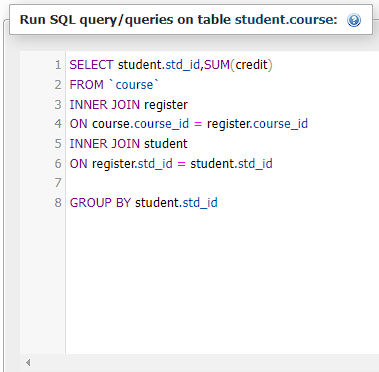 Run SQL query/queries on table student.course:
1 SELECT student.std_id,SUM(credit)
2 FROM `course`
3 INNER JOIN register
4 ON course.course_id = register.course_id
5 INNER JOIN student
6 ON register.std_id = student.std_id
7
8 GROUP BY student.std_id